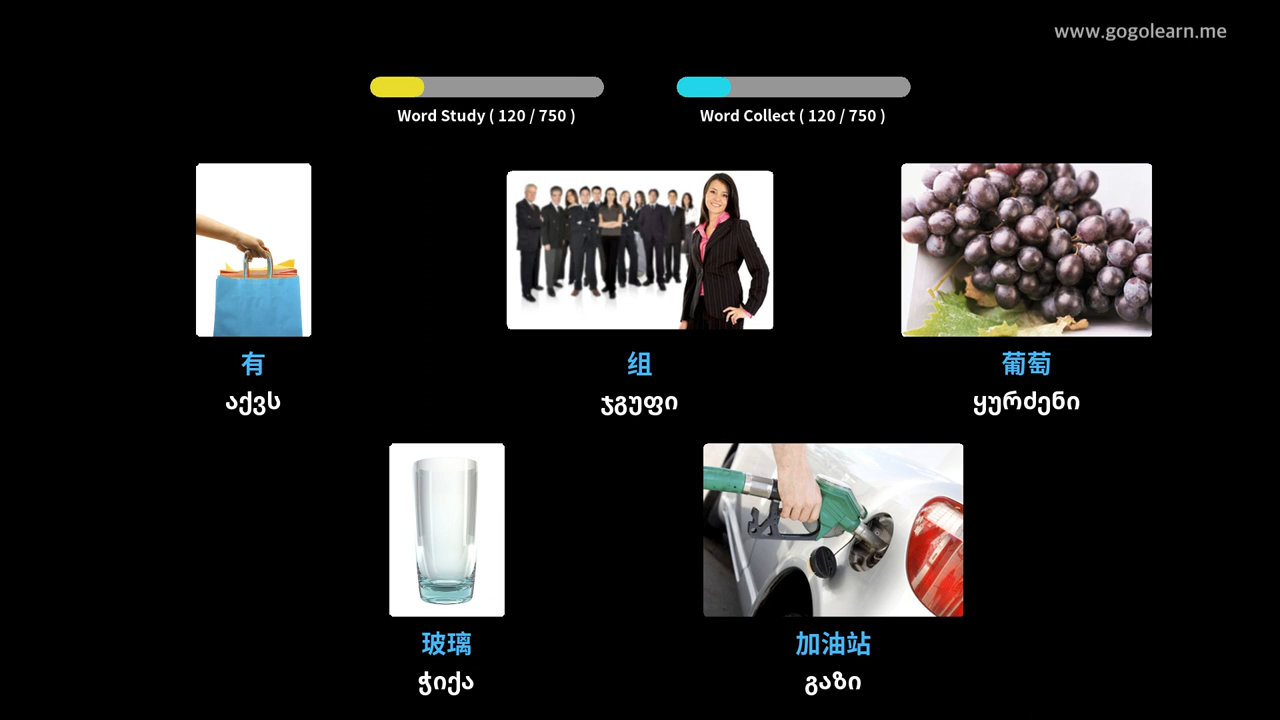 www.gogolearn.me
Word Study ( 120 / 750 )
Word Collect ( 120 / 750 )
有
组
葡萄
აქვს
ჯგუფი
ყურძენი
玻璃
加油站
ჭიქა
გაზი